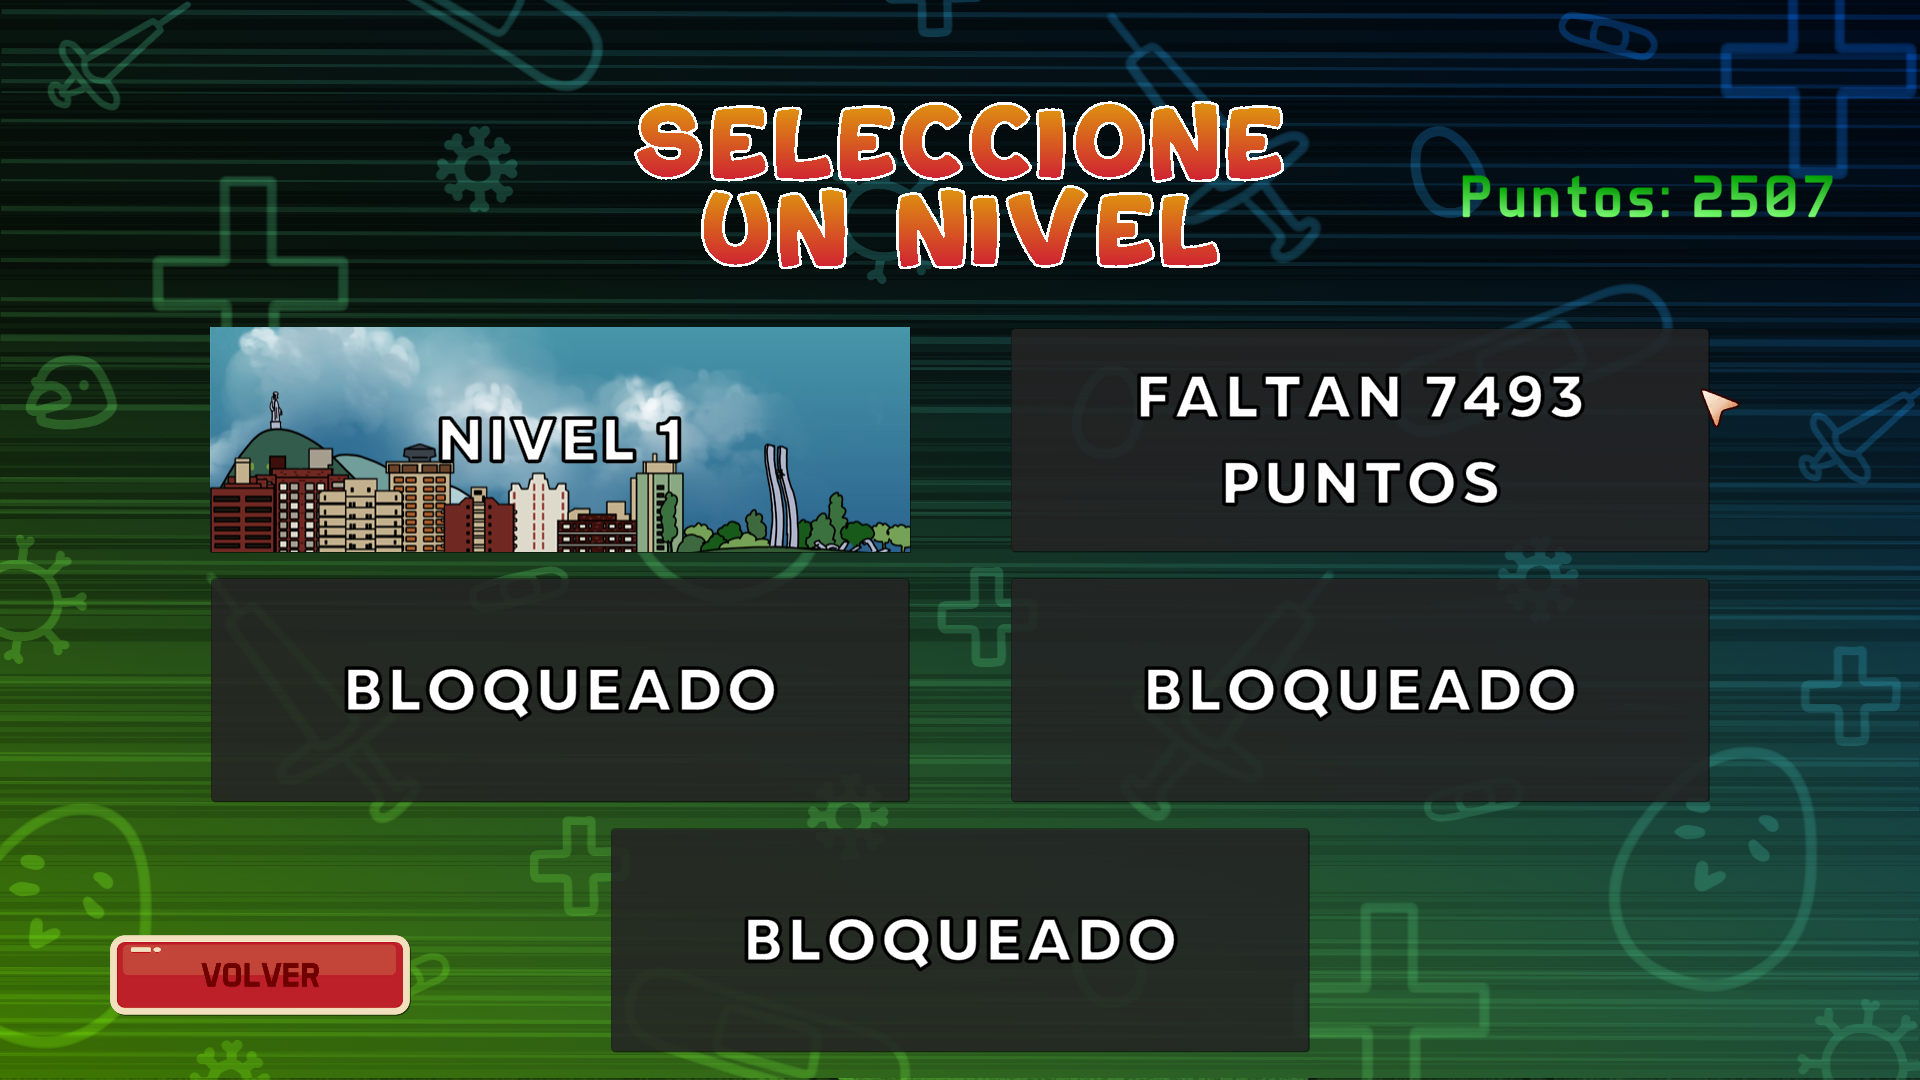 SELECCIONE
UN NIVEL
Puntos: 2507
NIVEL 1
FALTAN 7493
PUNTOS
BLOQUEADO
BLOQUEADO
BLOQUEADO
VOLVER